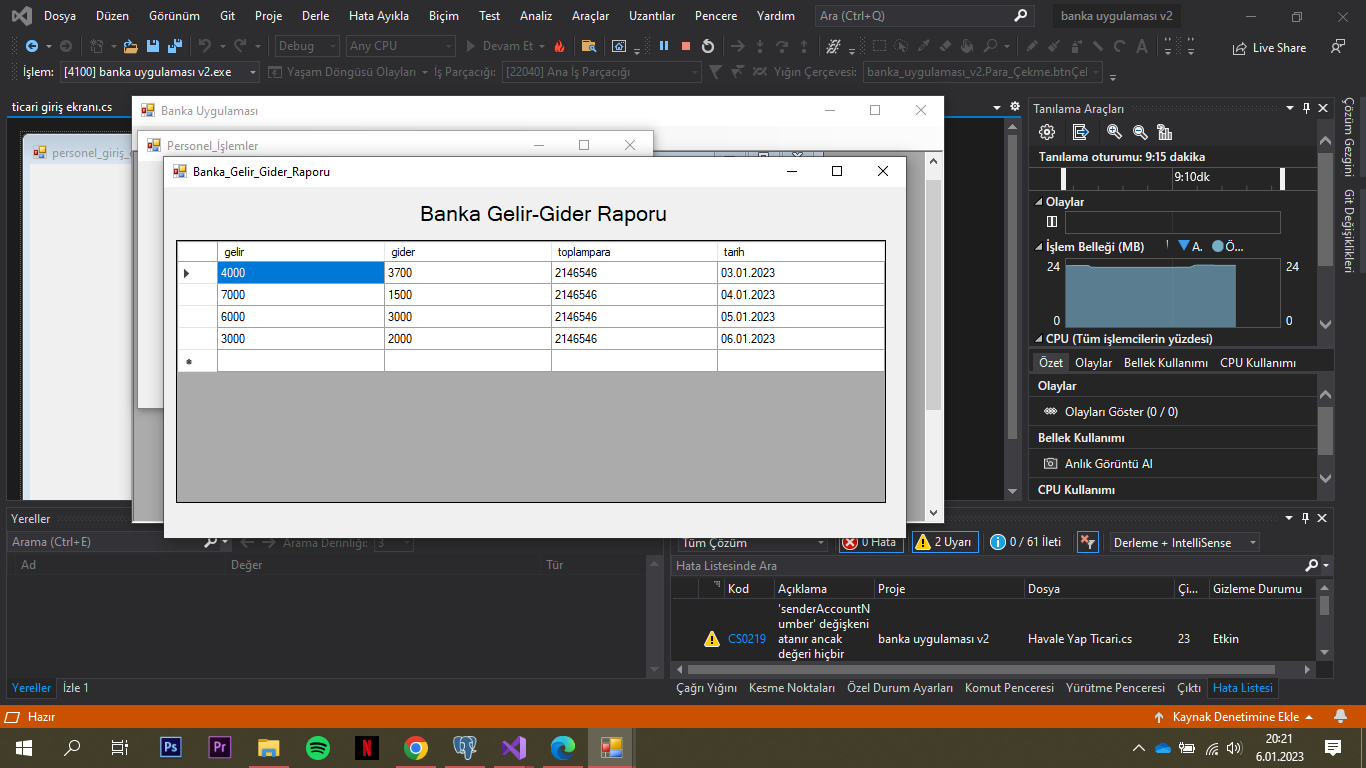 Dosya Düzen Görünüm Git Proje Derle Hata Ayıkla Biçim Test Analiz Araçlar Uzantılar Pencere Yardım Ara (Ctrl+Q) banka uygulaması v2
Debug Any CPU Devam Et Live Share
İşlem: [4100] banka uygulaması v2.exe Yaşam Döngüsü Olayları İş Parçacığı: [22040] Ana İş Parçacığı Yığın Çerçevesi: banka_uygulaması_v2.Para_Çekme.btnÇel
ticari giriş ekranı.cs
Banka Uygulaması
personel_giriş_e
Personel_İşlemler
Banka_Gelir_Gider_Raporu
Banka Gelir-Gider Raporu
gelir gider toplampara tarih
4000 3700 2146546 03.01.2023
7000 1500 2146546 04.01.2023
6000 3000 2146546 05.01.2023
3000 2000 2146546 06.01.2023
Tanılama Araçları
Tanılama oturumu: 9:15 dakika
9:10dk
Olaylar
İşlem Belleği (MB) A. Ö...
24 24
0 0
CPU (Tüm işlemcilerin yüzdesi)
Özet Olaylar Bellek Kullanımı CPU Kullanımı
Olaylar
Olayları Göster (0 / 0)
Bellek Kullanımı
Anlık Görüntü Al
CPU Kullanımı
Çözüm Gezgini
Git Değişiklikleri
Yereller
Arama (Ctrl+E) Arama Derinliği: 3
Ad Değer Tür
Yereller İzle 1
Tüm Çözüm 0 Hata 2 Uyarı 0 / 61 İleti Derleme + IntelliSense
Hata Listesinde Ara
Kod Açıklama Proje Dosya Çi... Gizleme Durumu
CS0219 'senderAccountN
umber' değişkeni
atanır ancak banka uygulaması v2 Havale Yap Ticari.cs 23 Etkin
değeri hiçbir
Çağrı Yığını Kesme Noktaları Özel Durum Ayarları Komut Penceresi Yürütme Penceresi Çıktı Hata Listesi
Hazır Kaynak Denetimine Ekle
Ps Pr N
20:21
6.01.2023